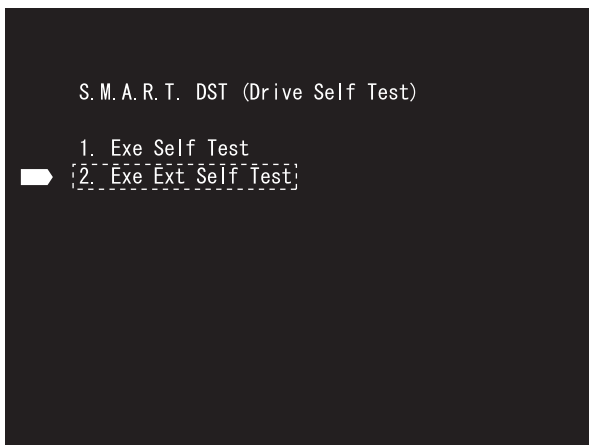 S.M.A.R.T. DST (Drive Self Test)
1. Exe Self Test
2. Exe Ext Self Test